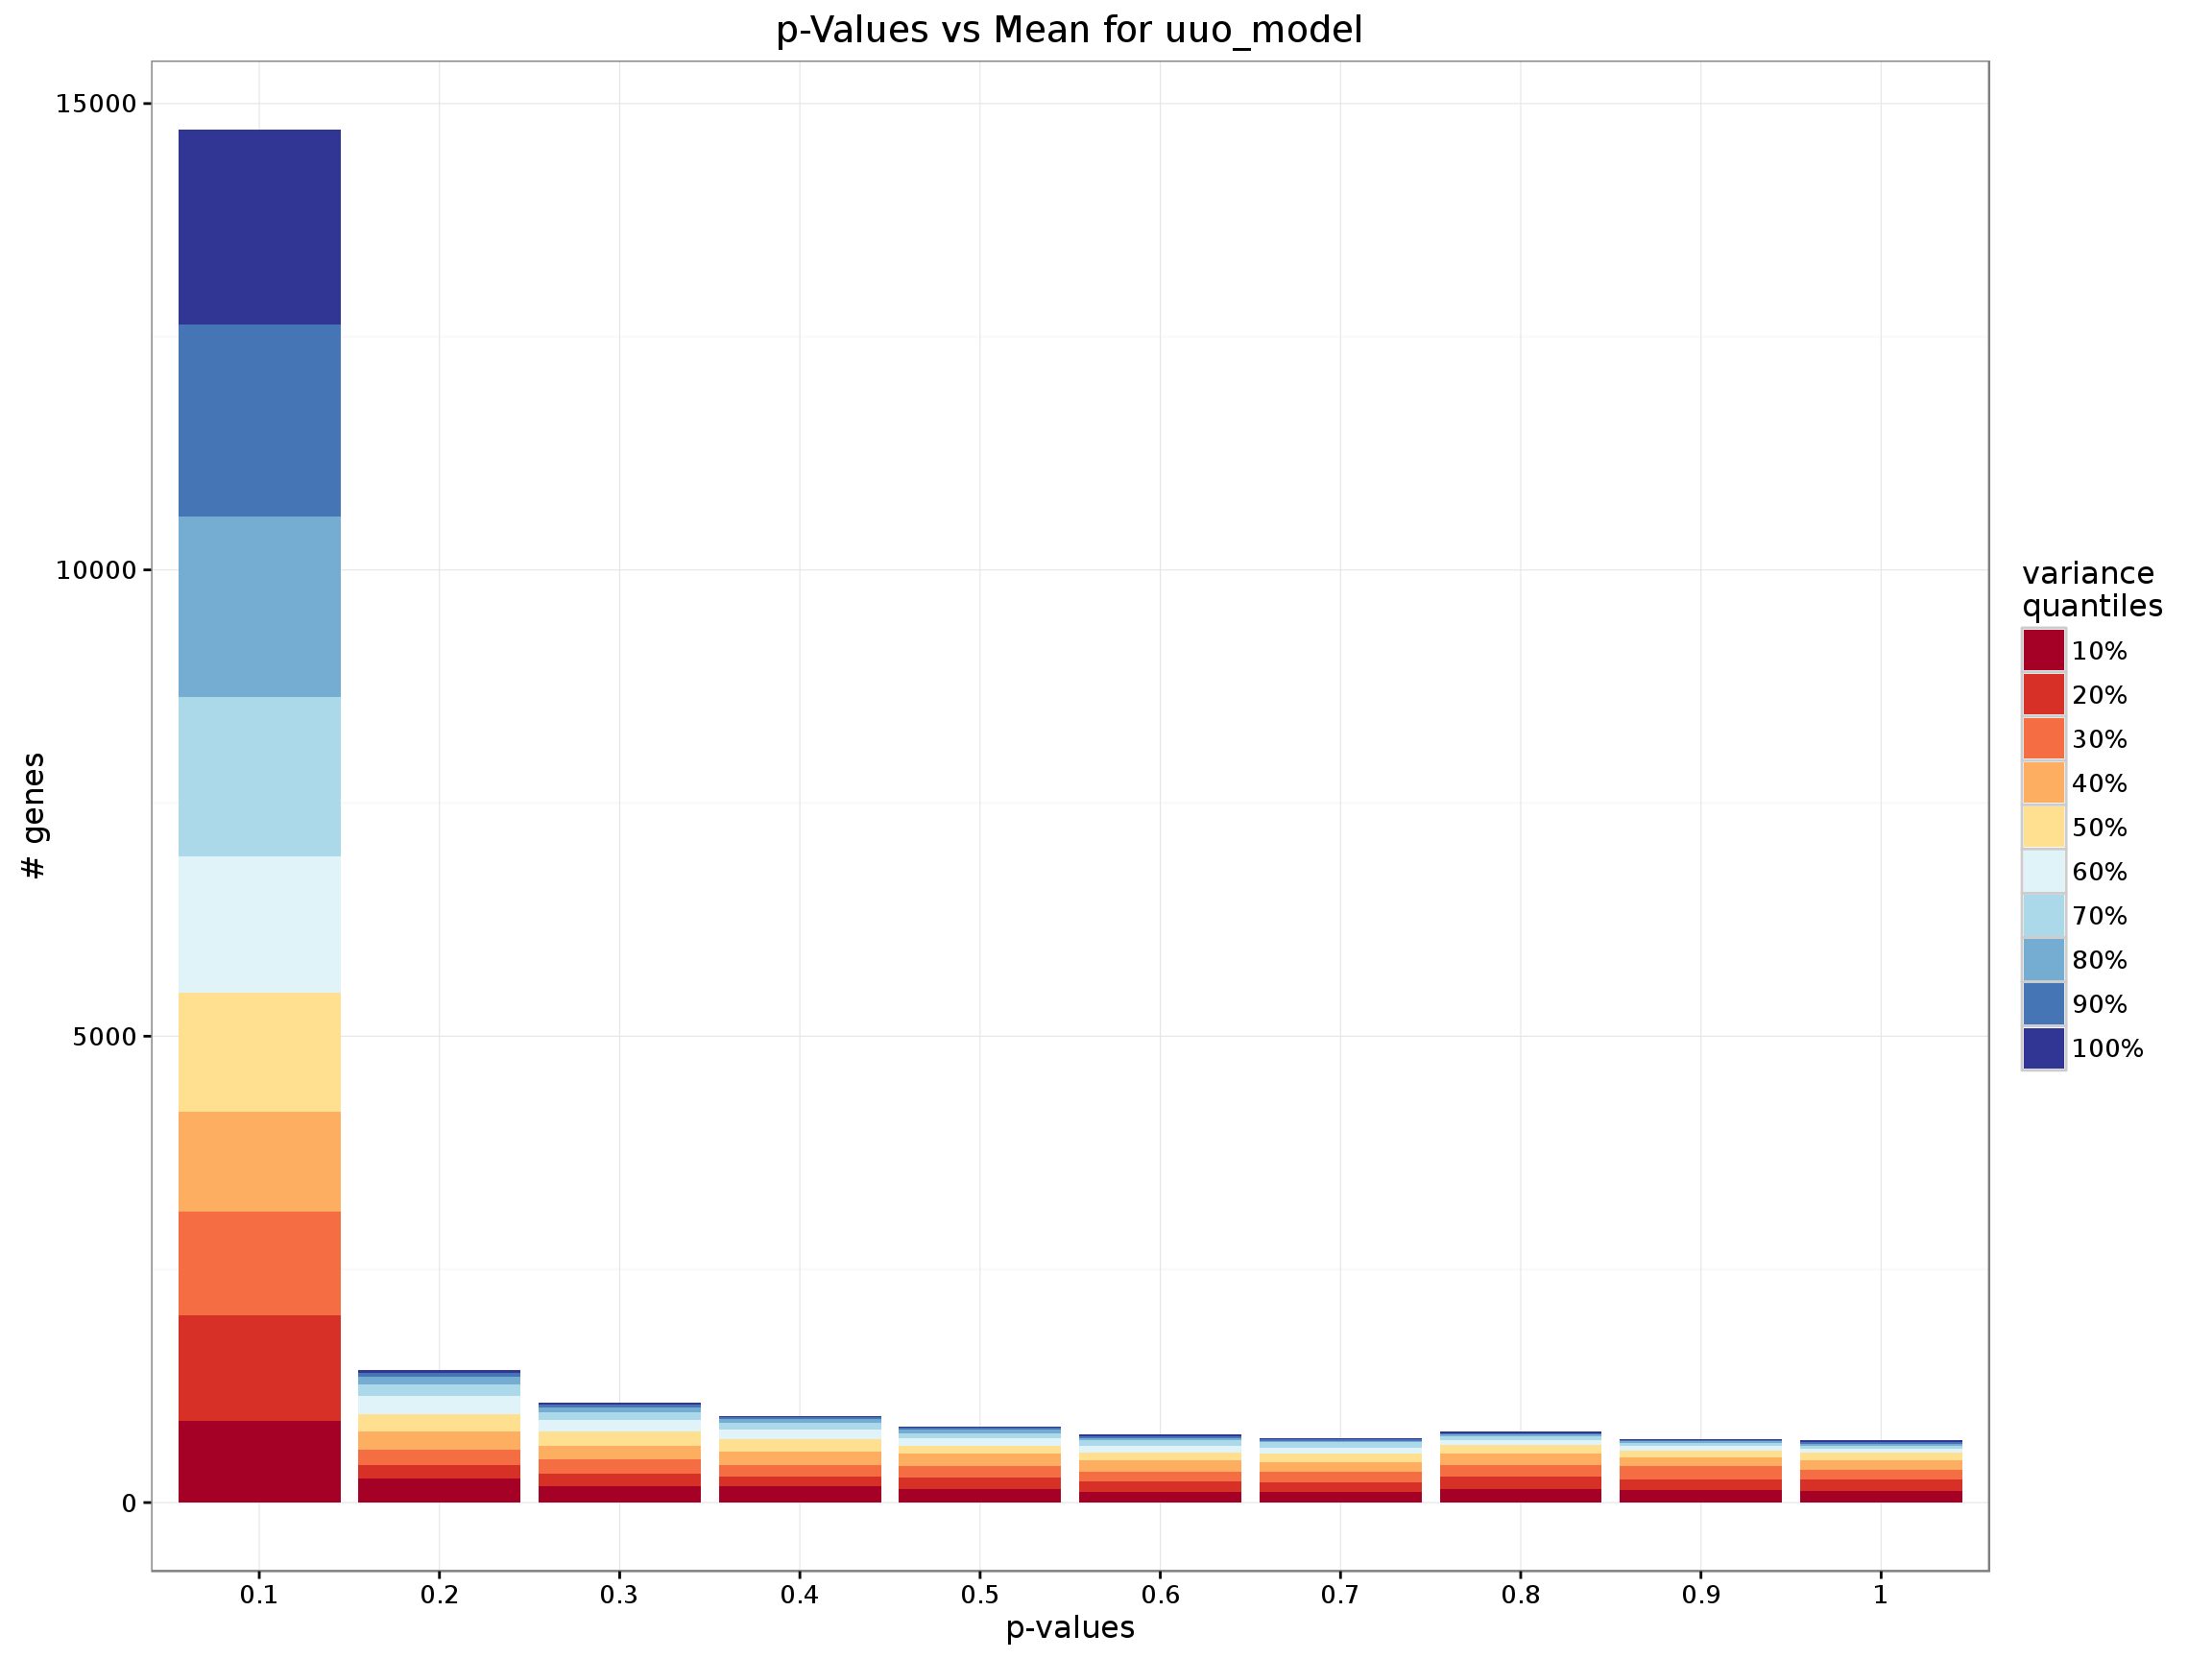 p-Values vs Mean for uuo_model
15000
10000
5000
0
# genes
0.1 0.2 0.3 0.4 0.5 0.6 0.7 0.8 0.9 1
p-values
variance
quantiles
10%
20%
30%
40%
50%
60%
70%
80%
90%
100%